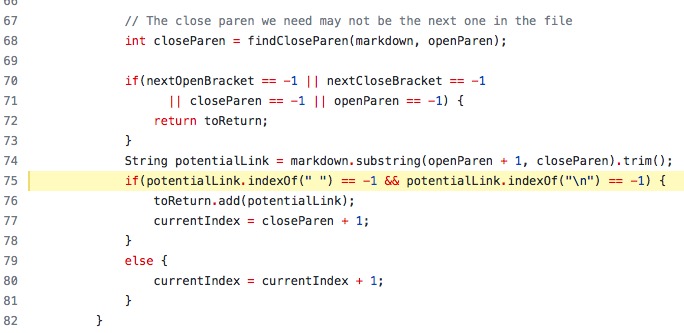 66
67 // The close paren we need may not be the next one in the file
68 int closeParen = findCloseParen(markdown, openParen);
69
70 if(nextOpenBracket == -1 || nextCloseBracket == -1
71 || closeParen == -1 || openParen == -1) {
72 return toReturn;
73 }
74 String potentialLink = markdown.substring(openParen + 1, closeParen).trim();
75 if(potentialLink.indexOf(" ") == -1 && potentialLink.indexOf("\n") == -1) {
76 toReturn.add(potentialLink);
77 currentIndex = closeParen + 1;
78 }
79 else {
80 currentIndex = currentIndex + 1;
81 }
82 }